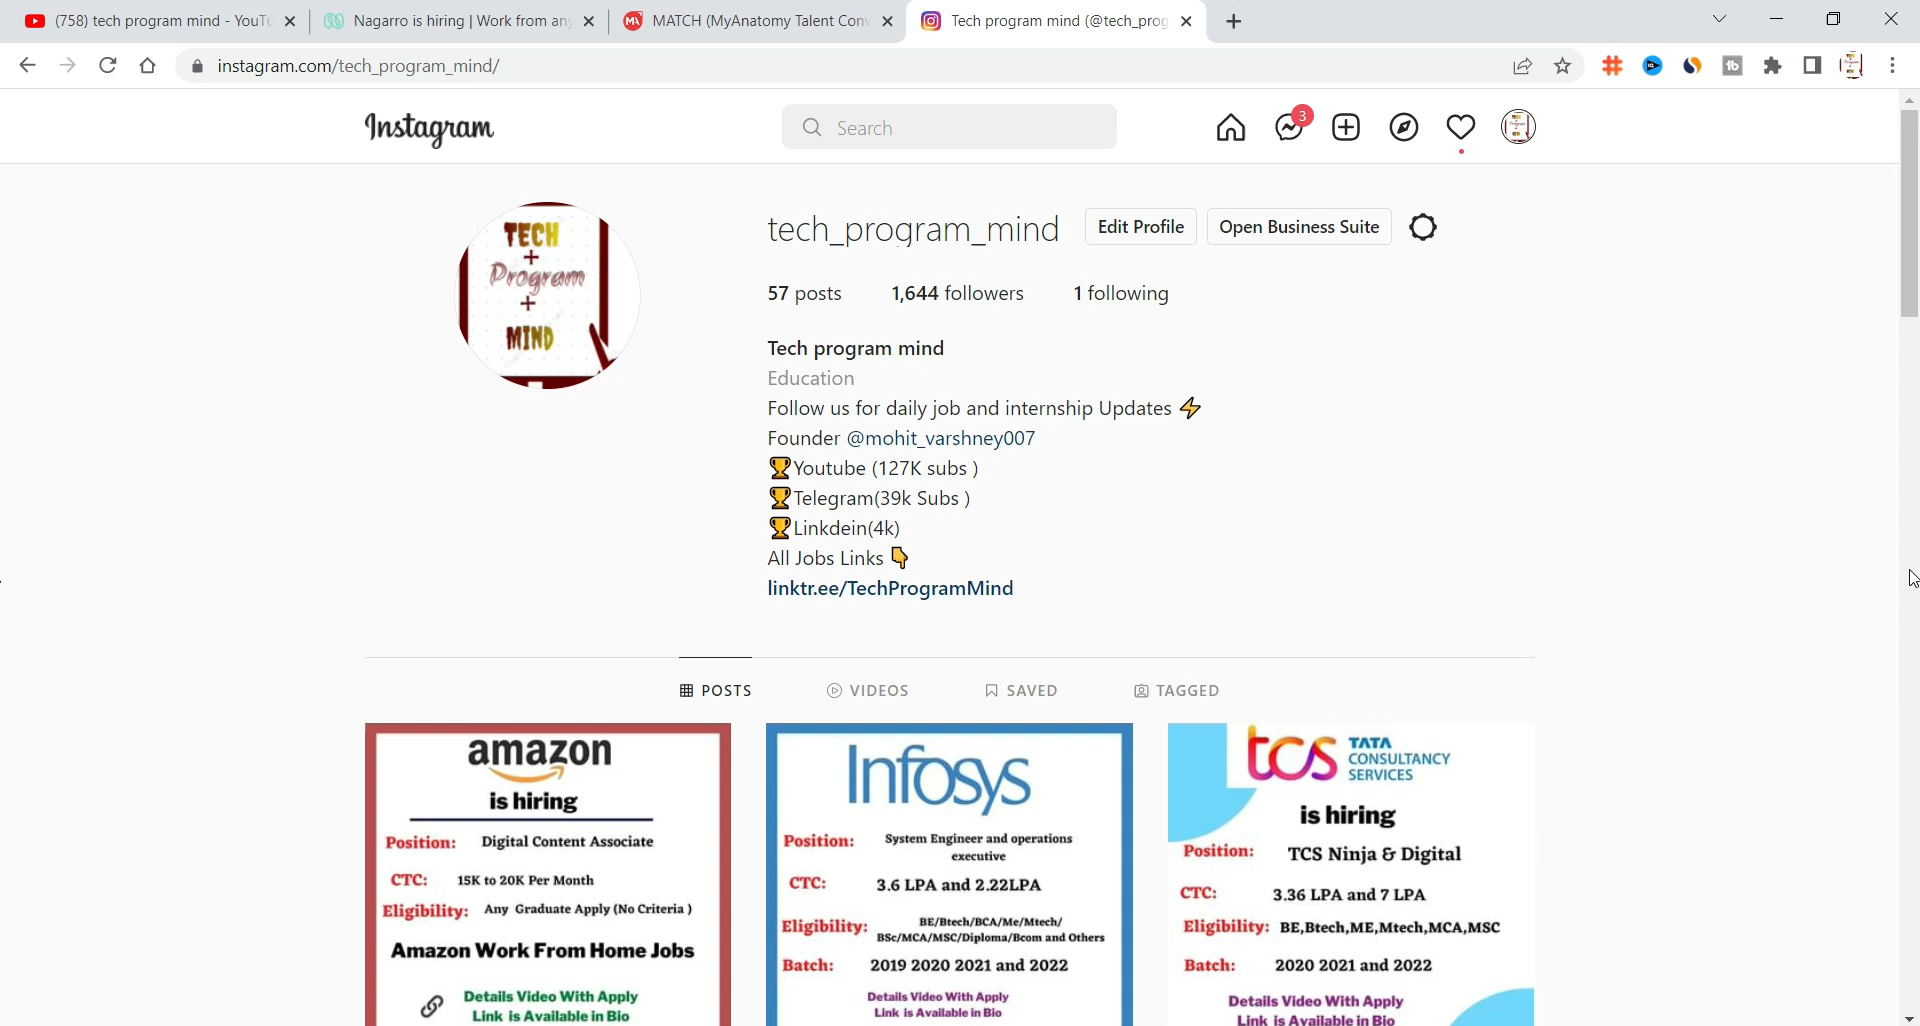 (758) tech program mind - YouTu
Nagarro is hiring | Work from an
MATCH (MyAnatomy Talent Conv
Tech program mind (@tech_prog
instagram.com/tech_program_mind/
Instagram
Search
3
TECH
+
Program
+
MIND
tech_program_mind
Edit Profile
Open Business Suite
57 posts
1,644 followers
1 following
Tech program mind
Education
Follow us for daily job and internship Updates ⚡
Founder @mohit_varshney007
🏆Youtube (127K subs )
🏆Telegram(39k Subs )
🏆Linkdein(4k)
All Jobs Links 👇
linktr.ee/TechProgramMind
POSTS
VIDEOS
SAVED
TAGGED
amazon
is hiring
Position: Digital Content Associate
CTC: 15K to 20K Per Month
Eligibility: Any Graduate Apply (No Criteria )
Amazon Work From Home Jobs
Details Video With Apply
Link is Available in Bio
Infosys
Position: System Engineer and operations
executive
CTC: 3.6 LPA and 2.22LPA
Eligibility: BE/Btech/BCA/Me/Mtech/
BSc/MCA/MSC/Diploma/Bcom and Others
Batch: 2019 2020 2021 and 2022
Details Video With Apply
Link is Available in Bio
tcs TATA
CONSULTANCY
SERVICES
is hiring
Position: TCS Ninja & Digital
CTC: 3.36 LPA and 7 LPA
Eligibility: BE,Btech,ME,Mtech,MCA,MSC
Batch: 2020 2021 and 2022
Details Video With Apply
Link is Available in Bio